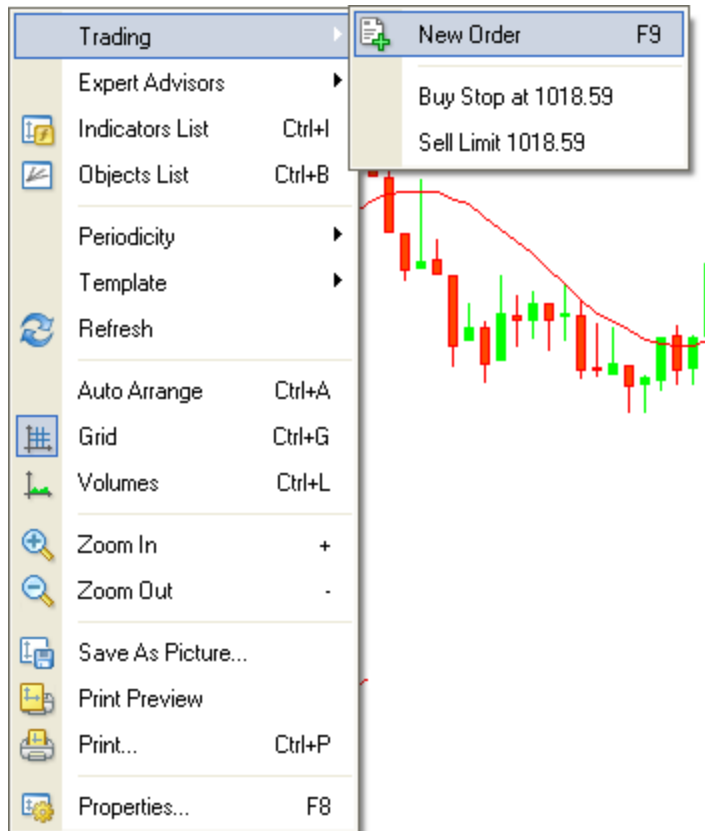 Trading
Expert Advisors
Indicators List Ctrl+I
Objects List Ctrl+B
Periodicity
Template
Refresh
Auto Arrange Ctrl+A
Grid Ctrl+G
Volumes Ctrl+L
Zoom In +
Zoom Out -
Save As Picture...
Print Preview
Print... Ctrl+P
Properties... F8
New Order F9
Buy Stop at 1018.59
Sell Limit 1018.59